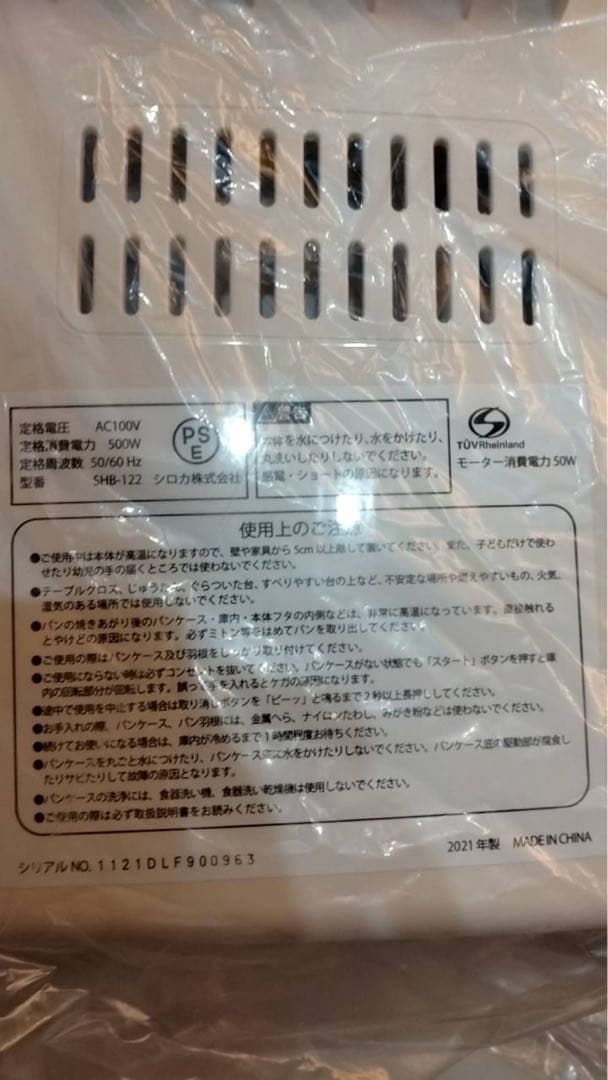 定格電圧 AC100V
定格消費電力 500W
定格周波数 50/60 Hz
型番 SHB-122 シロカ株式会社
PS
E
警告
本体を水につけたり、水をかけたり、
丸洗いしたりしないでください。
感電・ショートの原因になります。
TÜVRheinland
モーター消費電力 50W
使用上のご注意
●ご使用中は本体が高温になりますので、壁や家具から5cm以上離して置いてください。また、子どもだけで使わ
せたり幼児の手の届くところでは使わないでください。
●テーブルクロス、じゅうたん、ぐらついた台、すべりやすい台の上など、不安定な場所や燃えやすいもの、火気、
湿気のある場所では使用しないでください。
●パンの焼きあがり後のパンケース・庫内・本体フタの内側などは、非常に高温になっています。直接触れる
とやけどの原因になります。必ずミトン等をはめてパンを取り出してください。
●ご使用の際はパンケース及び羽根をしっかり取り付けてください。
●ご使用にならない時は必ずコンセントを抜いてください。パンケースがない状態でも「スタート」ボタンを押すと庫
内の回転部分が回転します。誤って手を入れるとケガの原因になります。
●途中で使用を中止する場合は取り消しボタンを「ピーッ」と鳴るまで2秒以上長押ししてください。
●お手入れの際、パンケース、パン羽根には、金属へら、ナイロンたわし、みがき粉などは使わないでください。
●続けてお使いになる場合は、庫内が冷めるまで1時間程度お待ちください。
●パンケースを丸ごと水につけたり、パンケース底に水をかけたりしないでください。パンケース底の駆動部が腐食し
たりサビたりして故障の原因となります。
●パンケースの洗浄には、食器洗い機、食器洗い乾燥機は使用しないでください。
●ご使用の際は必ず取扱説明書をお読みください。
シリアルNO. 1121DLF900963
2021年製 MADE IN CHINA